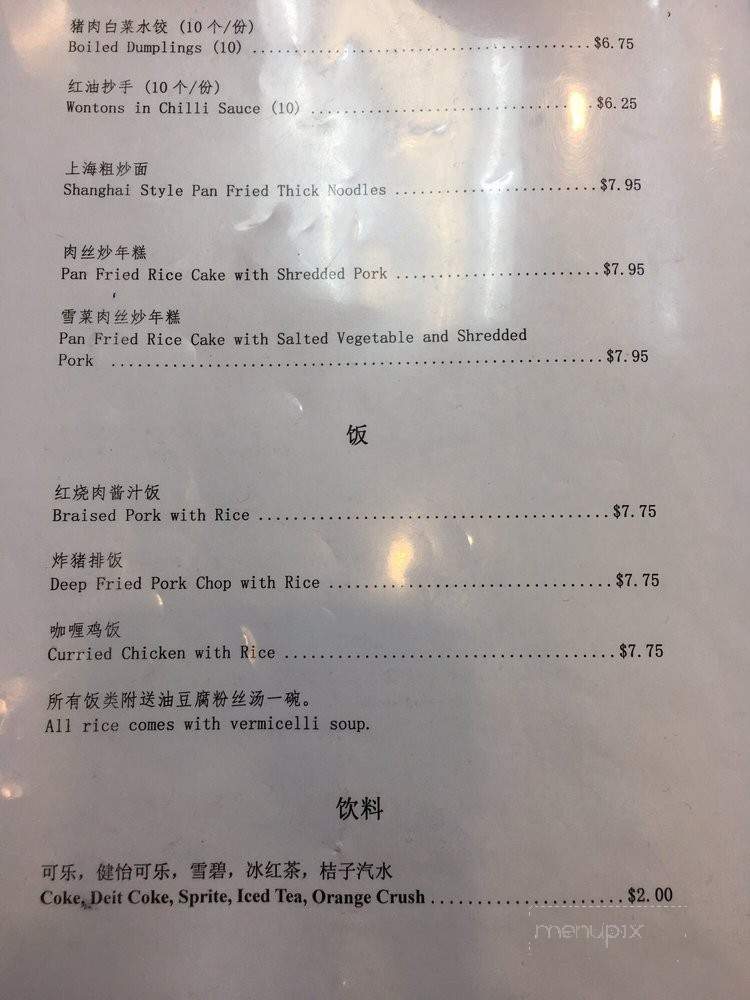 猪肉白菜水饺 (10 个/份)
Boiled Dumplings (10) ......................................$6.75
红油抄手 (10 个/份)
Wontons in Chilli Sauce (10) ................................$6.25
上海粗炒面
Shanghai Style Pan Fried Thick Noodles .......................$7.95
肉丝炒年糕
Pan Fried Rice Cake with Shredded Pork .......................$7.95
雪菜肉丝炒年糕
Pan Fried Rice Cake with Salted Vegetable and Shredded
Pork .......................................................$7.95
饭
红烧肉酱汁饭
Braised Pork with Rice .......................................$7.75
炸猪排饭
Deep Fried Pork Chop with Rice ................................$7.75
咖喱鸡饭
Curried Chicken with Rice .....................................$7.75
所有饭类附送油豆腐粉丝汤一碗。
All rice comes with vermicelli soup.
饮料
可乐，健怡可乐，雪碧，冰红茶，桔子汽水
Coke, Deit Coke, Sprite, Iced Tea, Orange Crush.....................$2.00
menupix